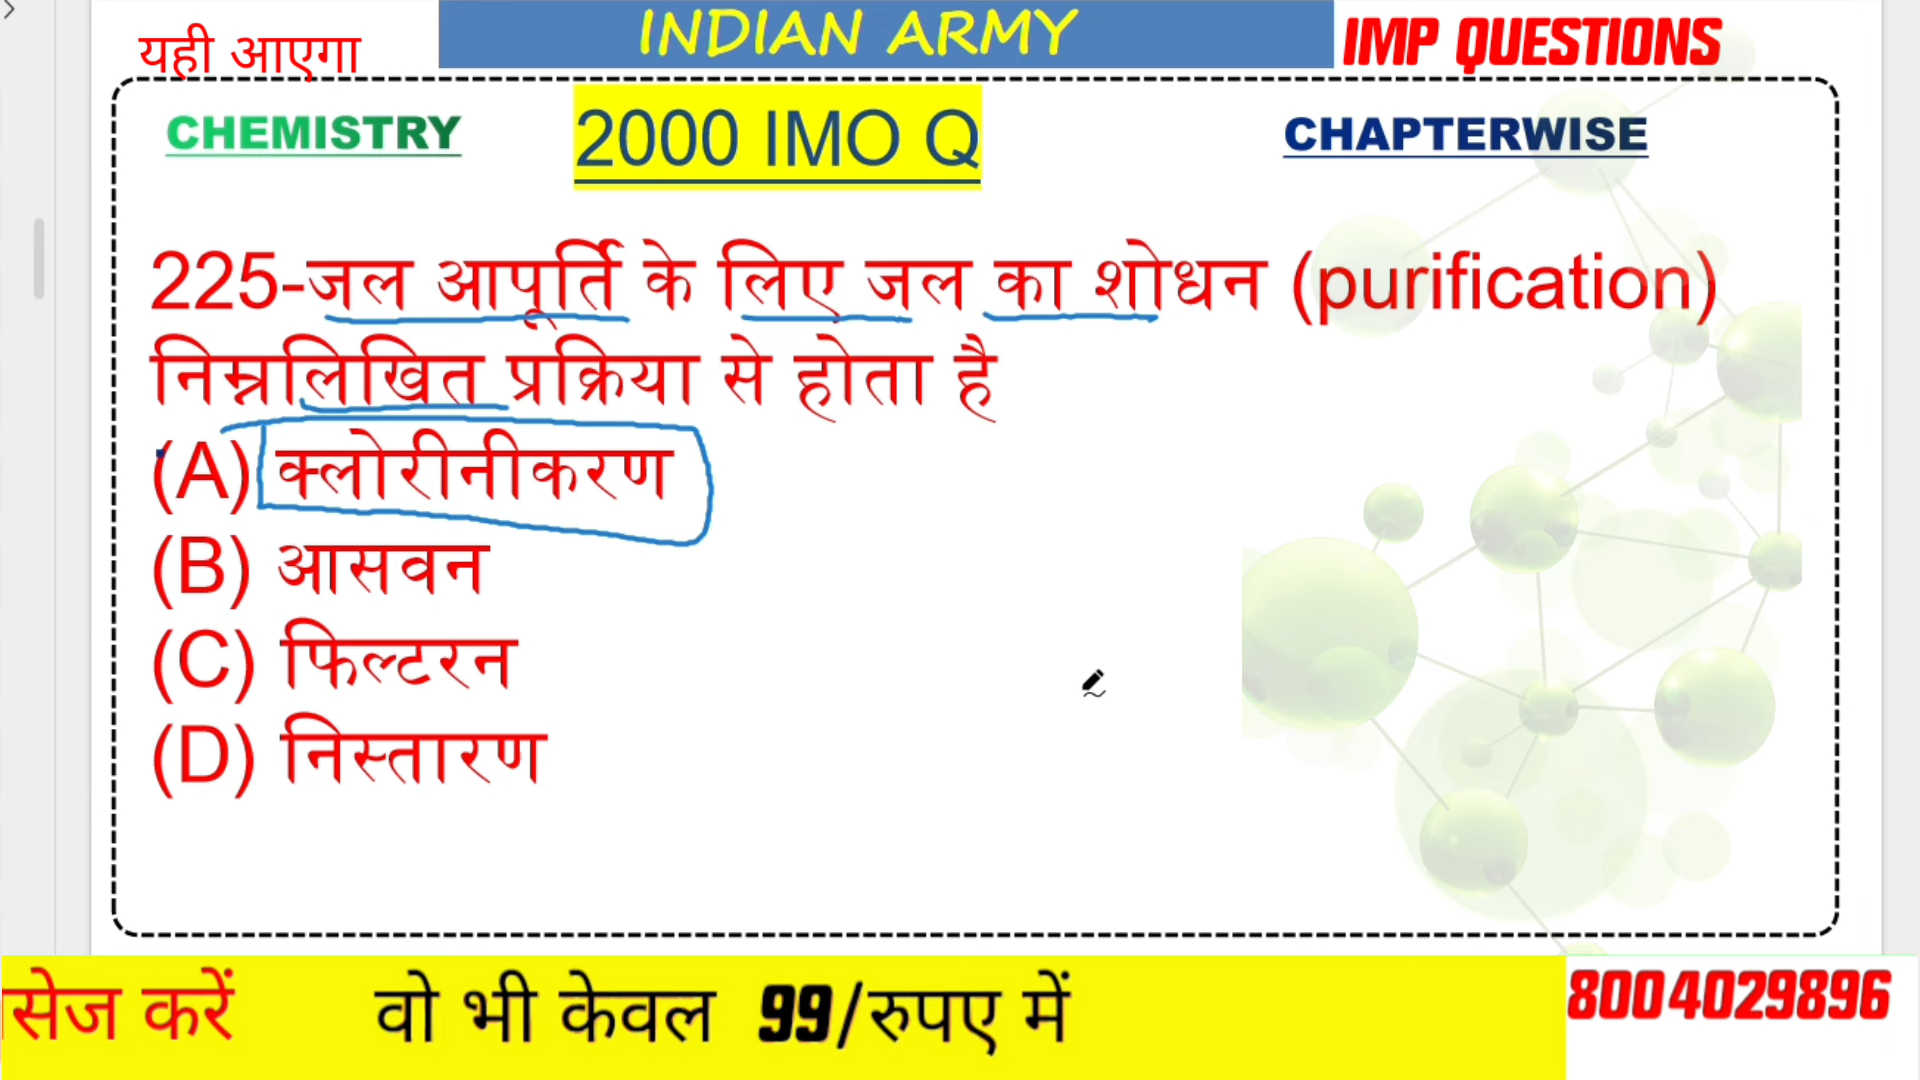 यही आएगा
INDIAN ARMY
IMP QUESTIONS
CHEMISTRY
2000 IMO Q
CHAPTERWISE
225-जल आपूर्ति के लिए जल का शोधन (purification)
निम्नलिखित प्रक्रिया से होता है
(A) क्लोरीनीकरण
(B) आसवन
(C) फिल्टरन
(D) निस्तारण
सेज करें वो भी केवल 99/रुपए में
8004029896